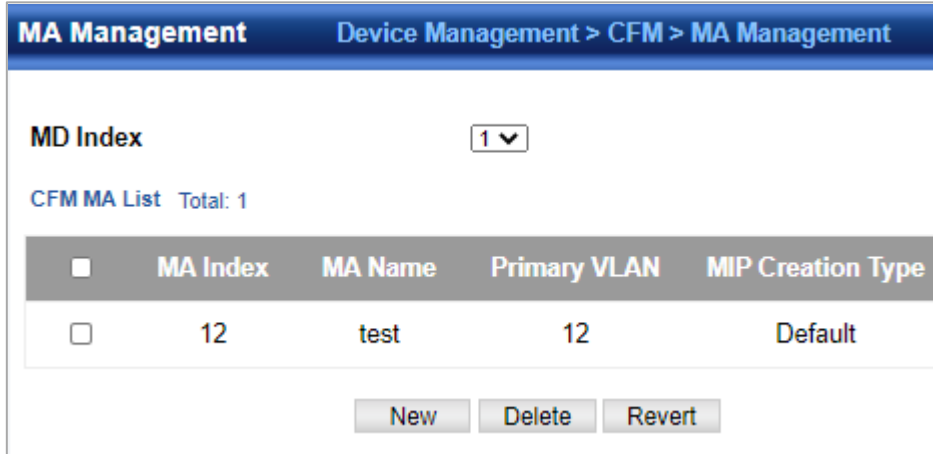 MA Management Device Management > CFM > MA Management
MD Index 1
CFM MA List Total: 1
MA Index MA Name Primary VLAN MIP Creation Type
12 test 12 Default
New Delete Revert